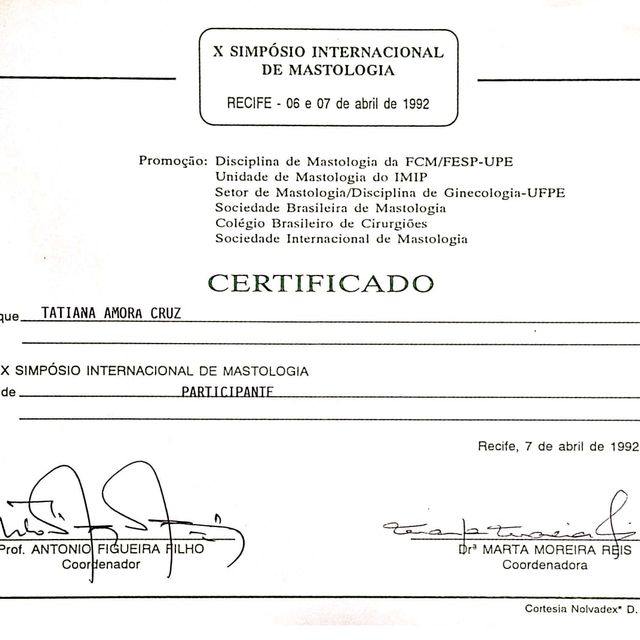 X SIMPÓSIO INTERNACIONAL
DE MASTOLOGIA
RECIFE - 06 e 07 de abril de 1992
Promoção: Disciplina de Mastologia da FCM/FESP-UPE
Unidade de Mastologia do IMIP
Setor de Mastologia/Disciplina de Ginecologia-UFPE
Sociedade Brasileira de Mastologia
Colégio Brasileiro de Cirurgiões
Sociedade Internacional de Mastologia
CERTIFICADO
que TATIANA AMORA CRUZ
X SIMPÓSIO INTERNACIONAL DE MASTOLOGIA
de PARTICIPANTE
Recife, 7 de abril de 1992
Prof. ANTONIO FIGUEIRA FILHO
Coordenador
Drª MARTA MOREIRA REIS
Coordenadora
Cortesia Nolvadex* D.